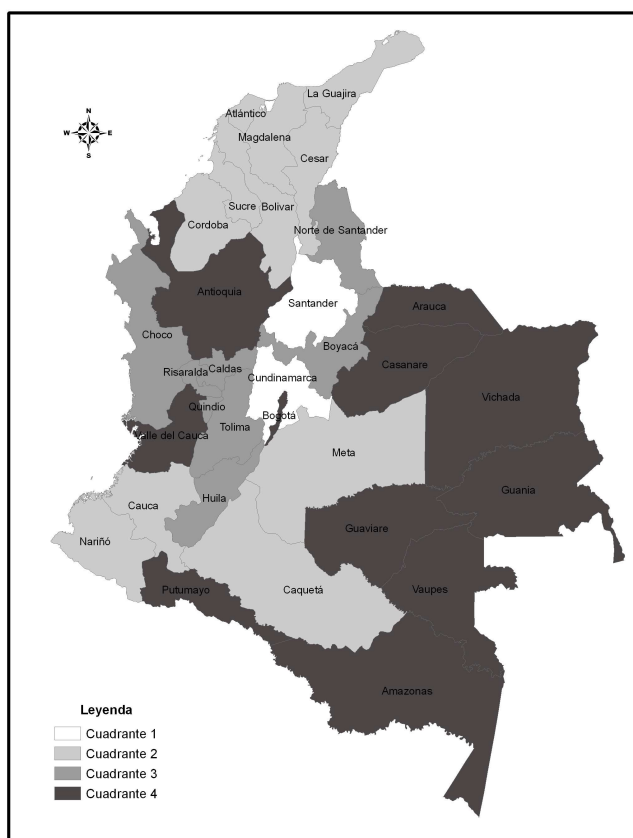 La Guajira
Atlántico
N
W E
S
Magdalena
Cesar
Sucre
Bolivar
Cordoba
Norte de Santander
Antioquia
Santander
Arauca
Choco
Boyacá
Casanare
Caldas
Risaralda
Cundinamarca
Vichada
Quindio
Bogotá
Tolima
Valle del Cauca
Meta
Guania
Huila
Cauca
Guaviare
Nariñó
Putumayo
Caquetá
Vaupes
Amazonas
Leyenda
Cuadrante 1
Cuadrante 2
Cuadrante 3
Cuadrante 4